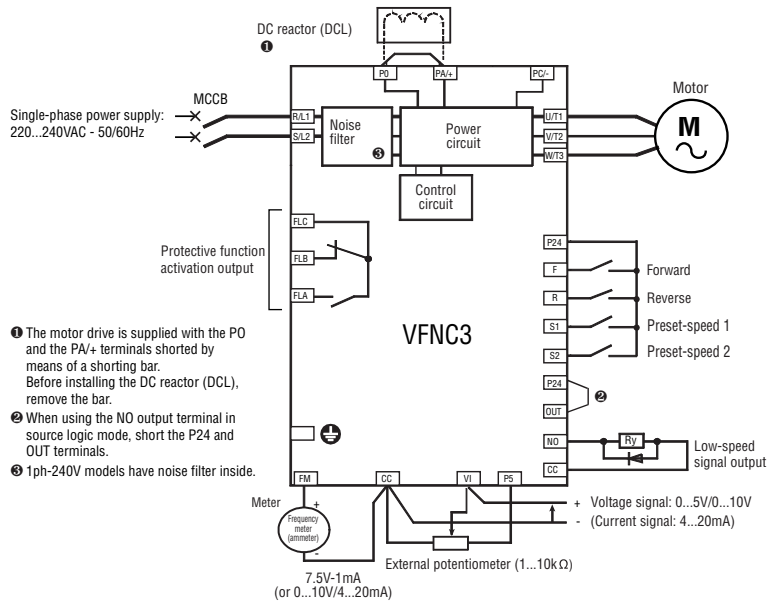 DC reactor (DCL)
❶
P0
PA/+
PC/-
MCCB
Motor
Single-phase power supply:
220...240VAC - 50/60Hz
R/L1
S/L2
Noise
filter
❸
Power
circuit
U/T1
V/T2
W/T3
M
Control
circuit
FLC
FLB
FLA
Protective function
activation output
P24
F
Forward
R
Reverse
S1
Preset-speed 1
S2
Preset-speed 2
VFNC3
P24
OUT
❷
❶ The motor drive is supplied with the P0
and the PA/+ terminals shorted by
means of a shorting bar.
Before installing the DC reactor (DCL),
remove the bar.
❷ When using the NO output terminal in
source logic mode, short the P24 and
OUT terminals.
❸ 1ph-240V models have noise filter inside.
NO
Ry
CC
Low-speed
signal output
FM
CC
VI
P5
Meter
+
Frequency
meter
(ammeter)
-
+ Voltage signal: 0...5V/0...10V
- (Current signal: 4...20mA)
External potentiometer (1...10kΩ)
7.5V-1mA
(or 0...10V/4...20mA)